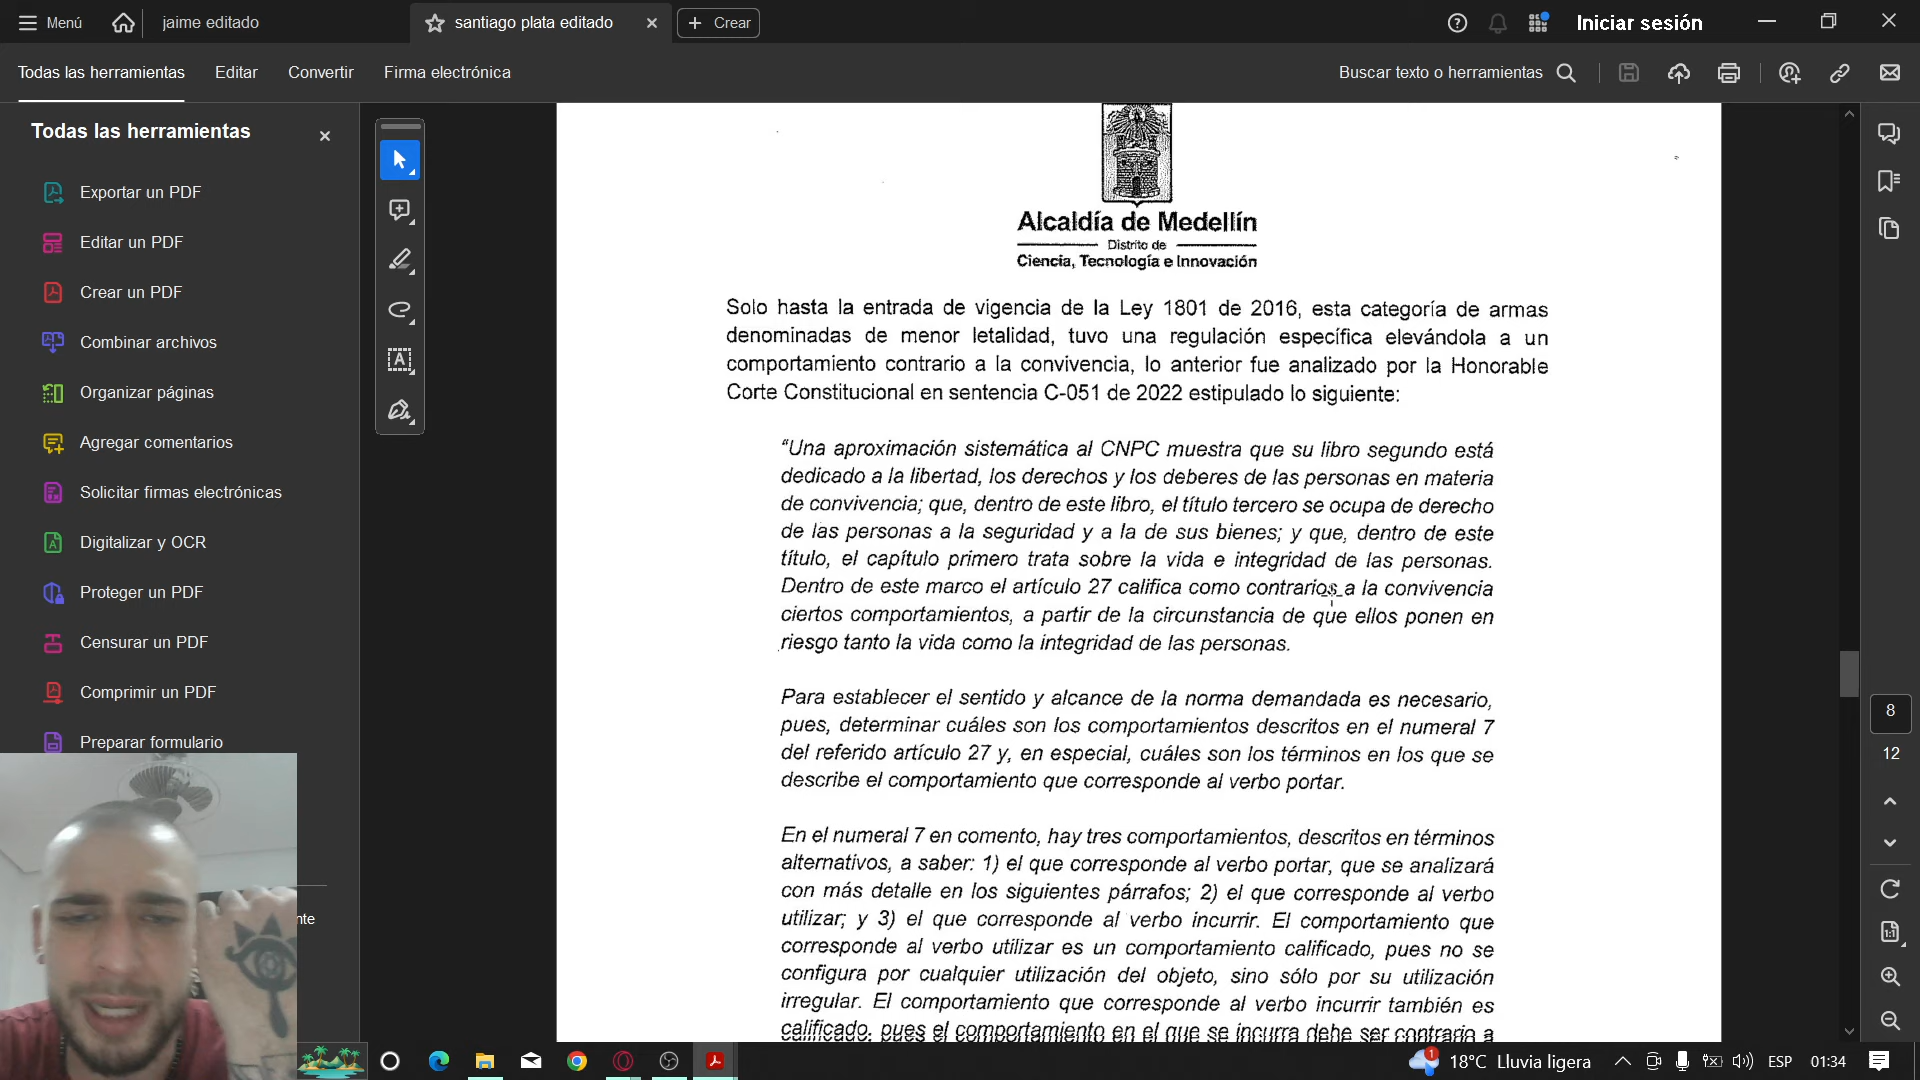 Menú
jaime editado
santiago plata editado
Crear
Iniciar sesión
Todas las herramientas
Editar
Convertir
Firma electrónica
Buscar texto o herramientas
Todas las herramientas
Exportar un PDF
Editar un PDF
Crear un PDF
Combinar archivos
Organizar páginas
Agregar comentarios
Solicitar firmas electrónicas
Digitalizar y OCR
Proteger un PDF
Censurar un PDF
Comprimir un PDF
Preparar formulario
nte
Alcaldía de Medellín
Distrito de
Ciencia, Tecnología e Innovación
Solo hasta la entrada de vigencia de la Ley 1801 de 2016, esta categoría de armas
denominadas de menor letalidad, tuvo una regulación específica elevándola a un
comportamiento contrario a la convivencia, lo anterior fue analizado por la Honorable
Corte Constitucional en sentencia C-051 de 2022 estipulado lo siguiente:
“Una aproximación sistemática al CNPC muestra que su libro segundo está
dedicado a la libertad, los derechos y los deberes de las personas en materia
de convivencia; que, dentro de este libro, el título tercero se ocupa de derecho
de las personas a la seguridad y a la de sus bienes; y que, dentro de este
título, el capítulo primero trata sobre la vida e integridad de las personas.
Dentro de este marco el artículo 27 califica como contrarios a la convivencia
ciertos comportamientos, a partir de la circunstancia de que ellos ponen en
riesgo tanto la vida como la integridad de las personas.
Para establecer el sentido y alcance de la norma demandada es necesario,
pues, determinar cuáles son los comportamientos descritos en el numeral 7
del referido artículo 27 y, en especial, cuáles son los términos en los que se
describe el comportamiento que corresponde al verbo portar.
En el numeral 7 en comento, hay tres comportamientos, descritos en términos
alternativos, a saber: 1) el que corresponde al verbo portar, que se analizará
con más detalle en los siguientes párrafos; 2) el que corresponde al verbo
utilizar; y 3) el que corresponde al verbo incurrir. El comportamiento que
corresponde al verbo utilizar es un comportamiento calificado, pues no se
configura por cualquier utilización del objeto, sino sólo por su utilización
irregular. El comportamiento que corresponde al verbo incurrir también es
calificado, pues el comportamiento en el que se incurra debe ser contrario a
8
12
1:1
1
18°C Lluvia ligera
ESP
01:34